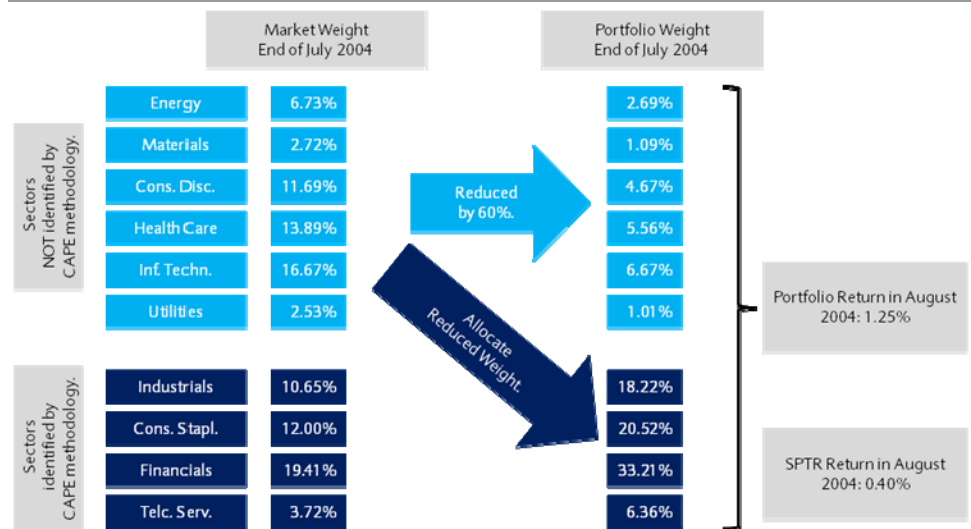 Market Weight
End of July 2004
Portfolio Weight
End of July 2004
Sectors
NOT identified by
CAPE methodology.
Energy 6.73% 2.69%
Materials 2.72% 1.09%
Cons. Disc. 11.69% 4.67%
Health Care 13.89% 5.56%
Inf. Techn. 16.67% 6.67%
Utilities 2.53% 1.01%
Reduced
by 60%.
Allocate
Reduced Weight.
Sectors
identified by
CAPE methodology.
Industrials 10.65% 18.22%
Cons. Stapl. 12.00% 20.52%
Financials 19.41% 33.21%
Telc. Serv. 3.72% 6.36%
Portfolio Return in August
2004: 1.25%
SPTR Return in August
2004: 0.40%